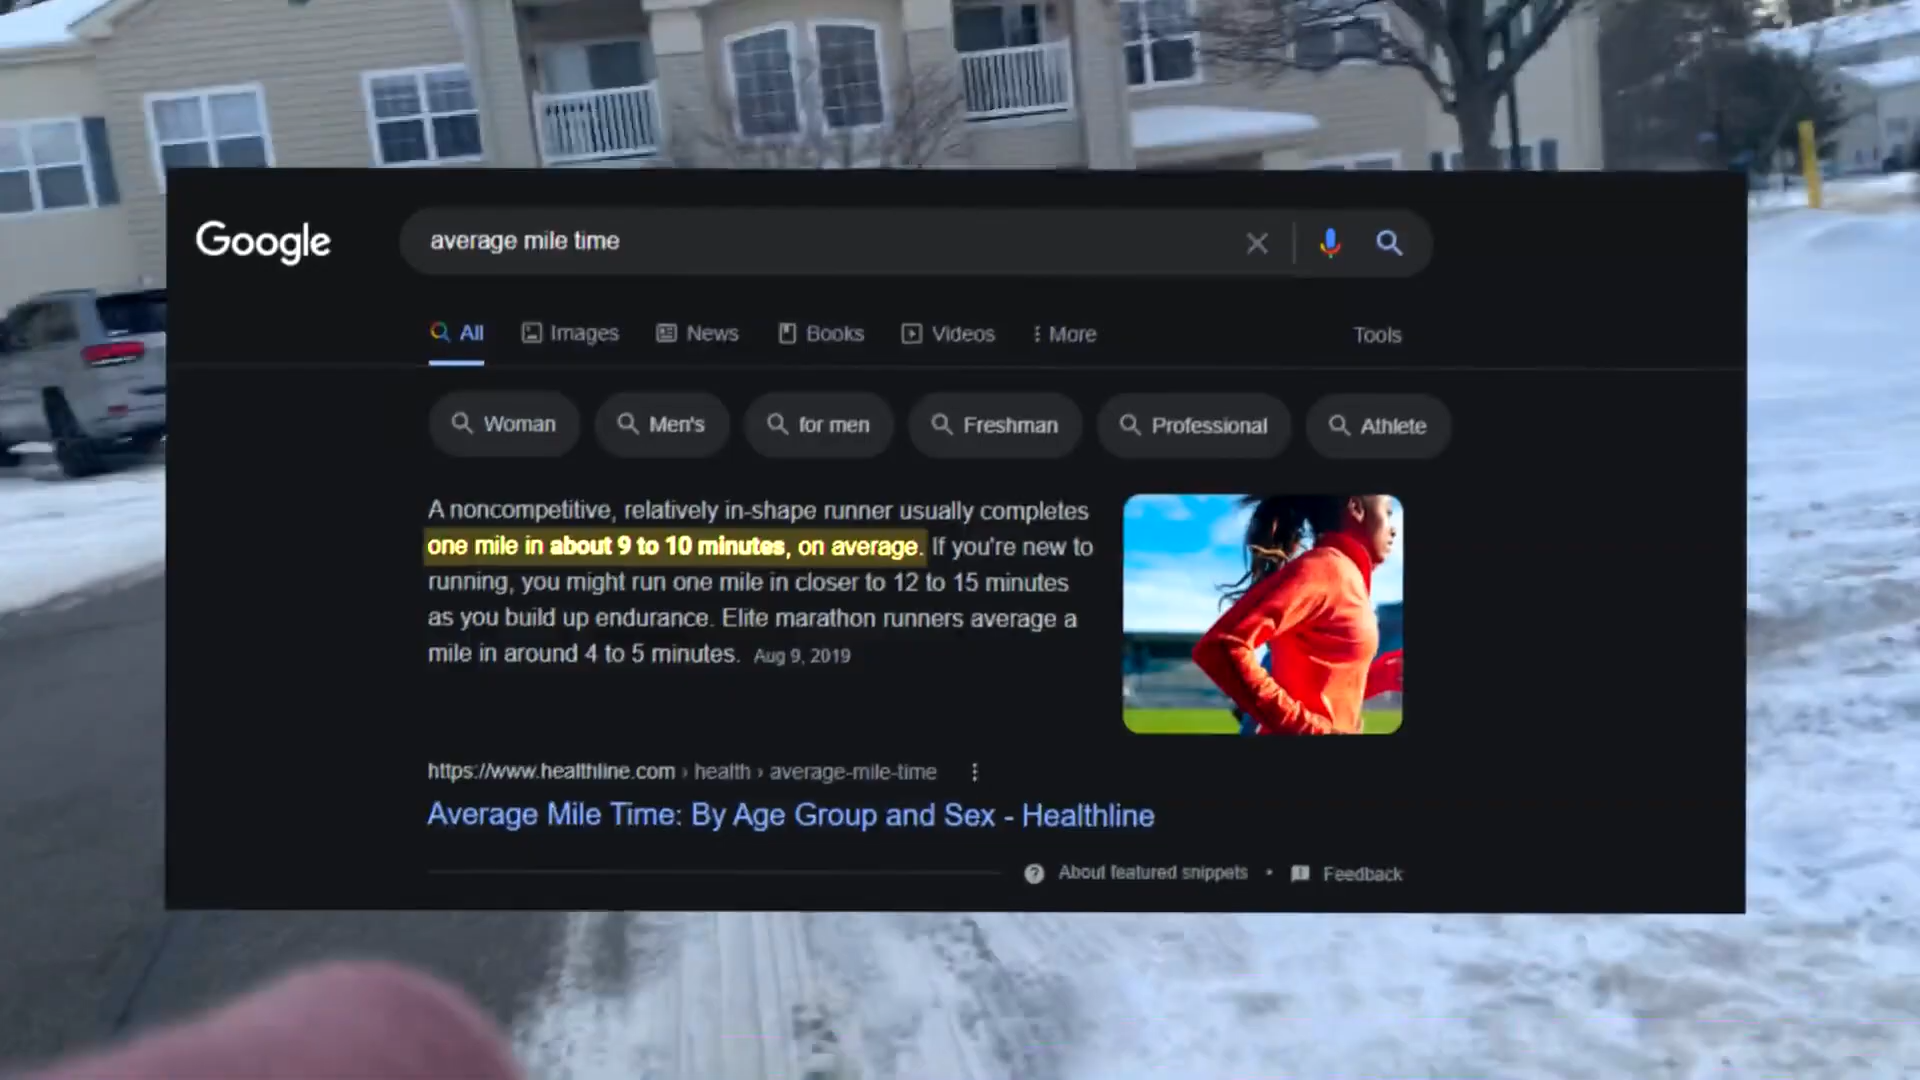 Google
average mile time
All Images News Books Videos More Tools
Woman Men's for men Freshman Professional Athlete
A noncompetitive, relatively in-shape runner usually completes
one mile in about 9 to 10 minutes, on average. If you're new to
running, you might run one mile in closer to 12 to 15 minutes
as you build up endurance. Elite marathon runners average a
mile in around 4 to 5 minutes. Aug 9, 2019
https://www.healthline.com › health › average-mile-time
Average Mile Time: By Age Group and Sex - Healthline
About featured snippets • Feedback